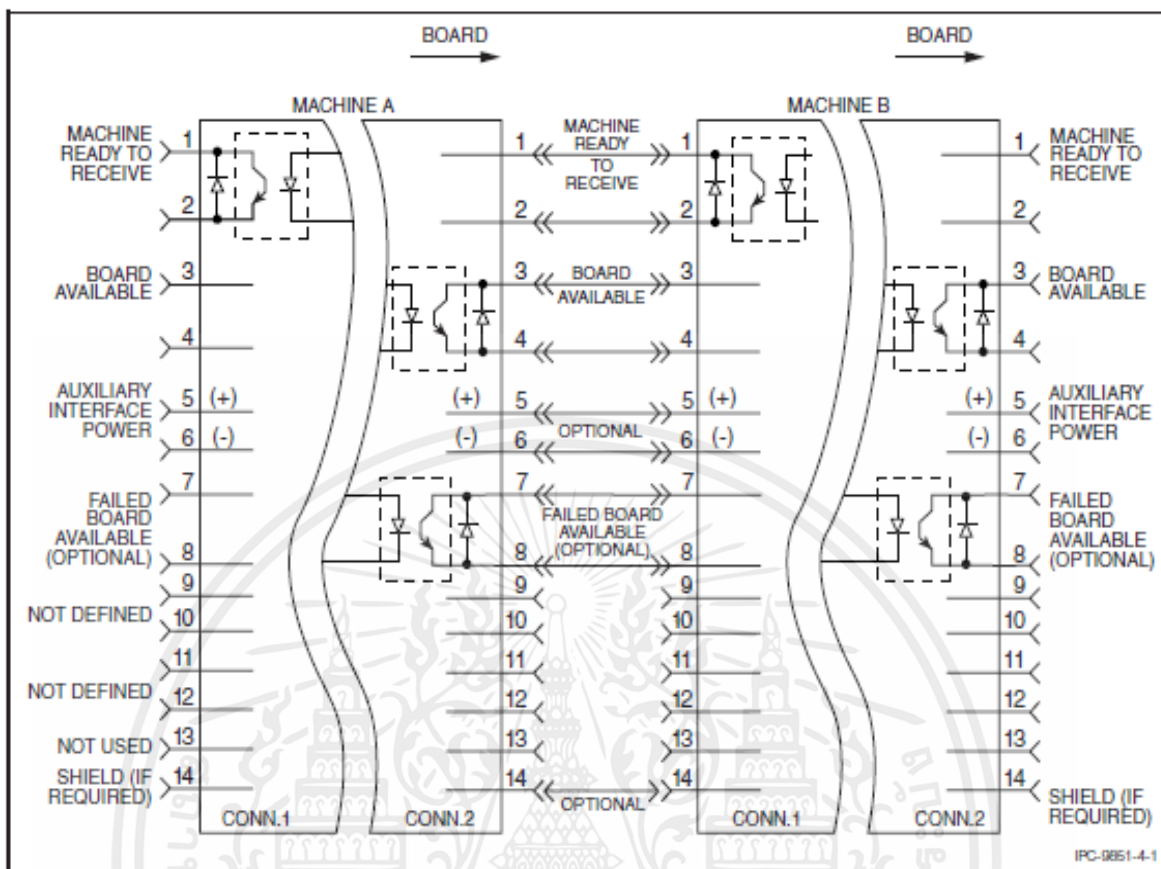 BOARD
BOARD
MACHINE A
MACHINE B
MACHINE
READY TO
RECEIVE
1
2
BOARD
AVAILABLE
3
4
AUXILIARY
INTERFACE
POWER
5 (+)
6 (-)
7
FAILED
BOARD
AVAILABLE
(OPTIONAL)
8
9
NOT DEFINED
10
11
NOT DEFINED
12
NOT USED
13
SHIELD (IF
REQUIRED)
14
CONN.1
1
2
3
4
(+) 5
(-) 6
7
8
9
10
11
12
13
14
CONN.2
MACHINE
READY
TO
RECEIVE
BOARD
AVAILABLE
OPTIONAL
FAILED BOARD
AVAILABLE
(OPTIONAL)
OPTIONAL
1
2
3
4
5 (+)
6 (-)
7
8
9
10
11
12
13
14
CONN.1
1
MACHINE
READY TO
RECEIVE
2
3
BOARD
AVAILABLE
4
(+) 5
(-) 6
AUXILIARY
INTERFACE
POWER
7
8
FAILED
BOARD
AVAILABLE
(OPTIONAL)
9
10
11
12
13
14
SHIELD (IF
REQUIRED)
CONN.2
IPC-9851-4-1